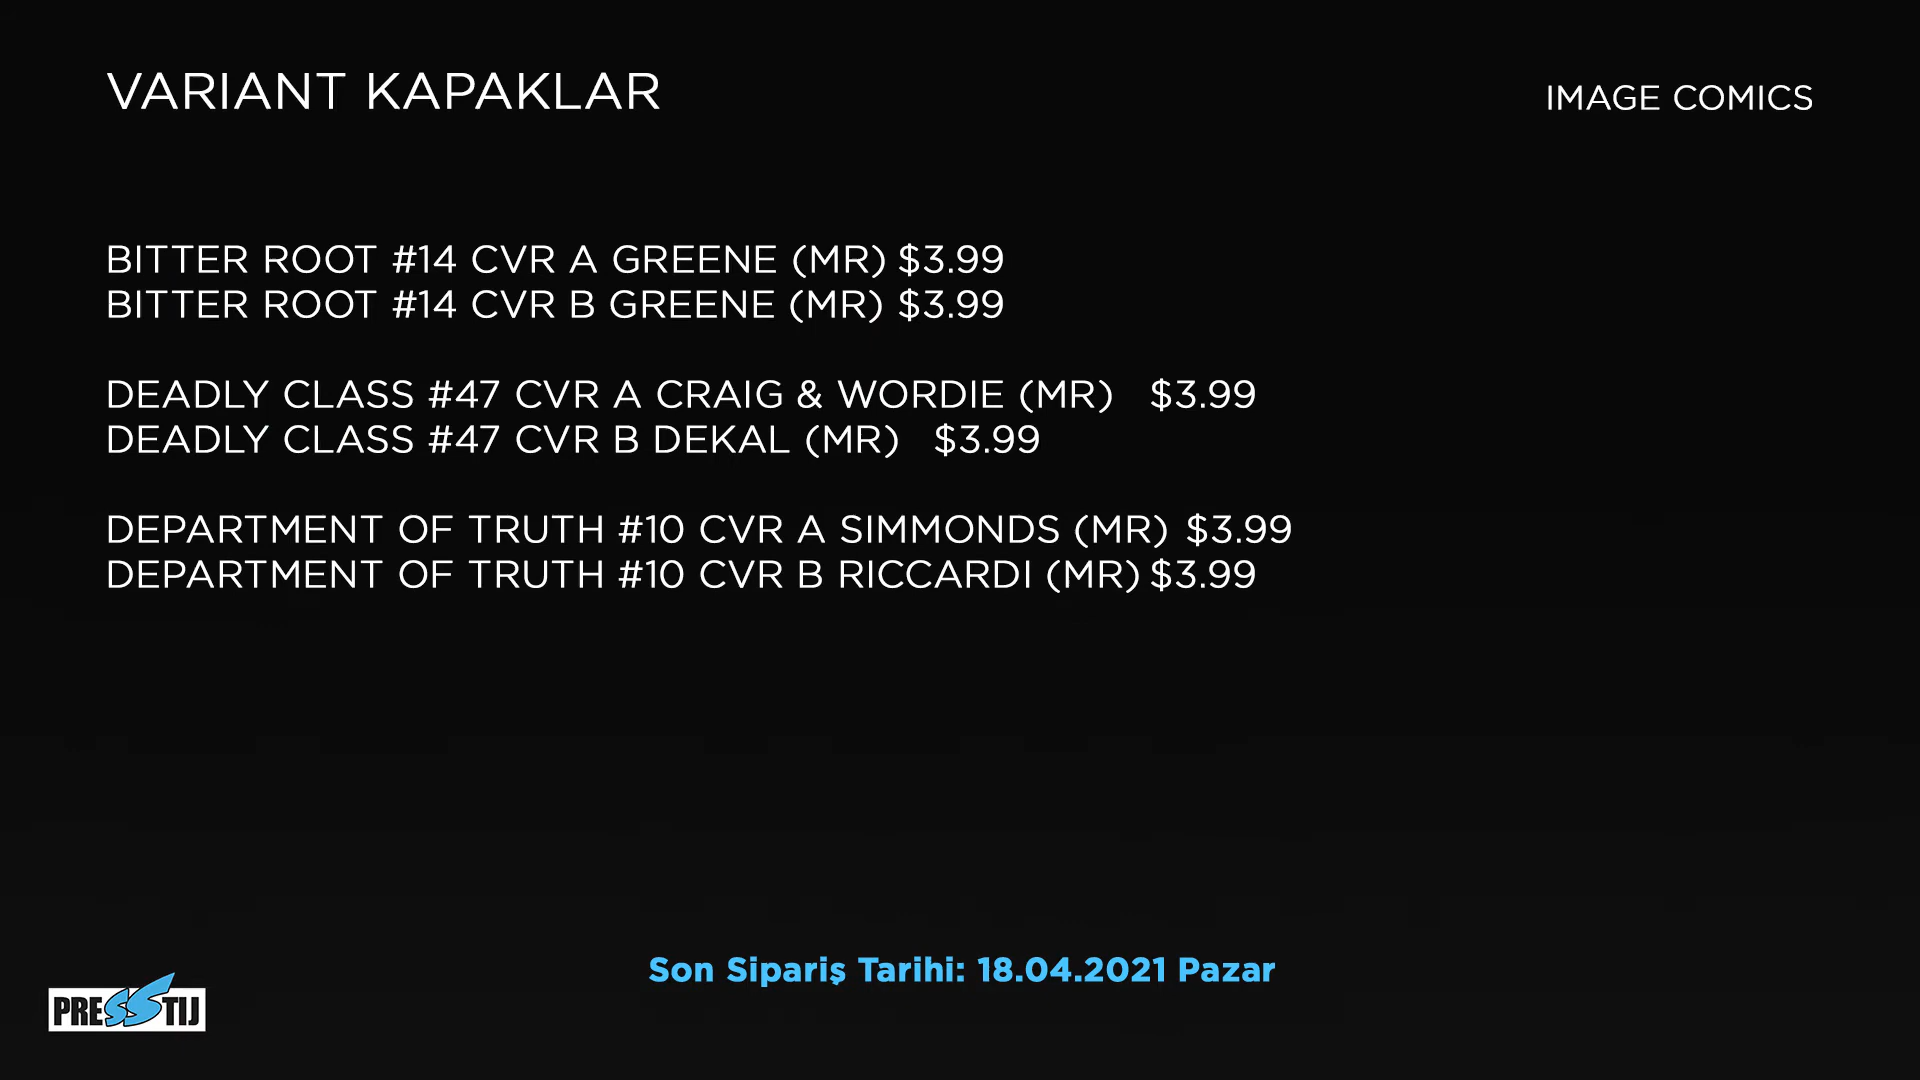 VARIANT KAPAKLAR
IMAGE COMICS
BITTER ROOT #14 CVR A GREENE (MR) $3.99
BITTER ROOT #14 CVR B GREENE (MR) $3.99
DEADLY CLASS #47 CVR A CRAIG & WORDIE (MR) $3.99
DEADLY CLASS #47 CVR B DEKAL (MR) $3.99
DEPARTMENT OF TRUTH #10 CVR A SIMMONDS (MR) $3.99
DEPARTMENT OF TRUTH #10 CVR B RICCARDI (MR) $3.99
Son Sipariş Tarihi: 18.04.2021 Pazar
PRESSTIJ